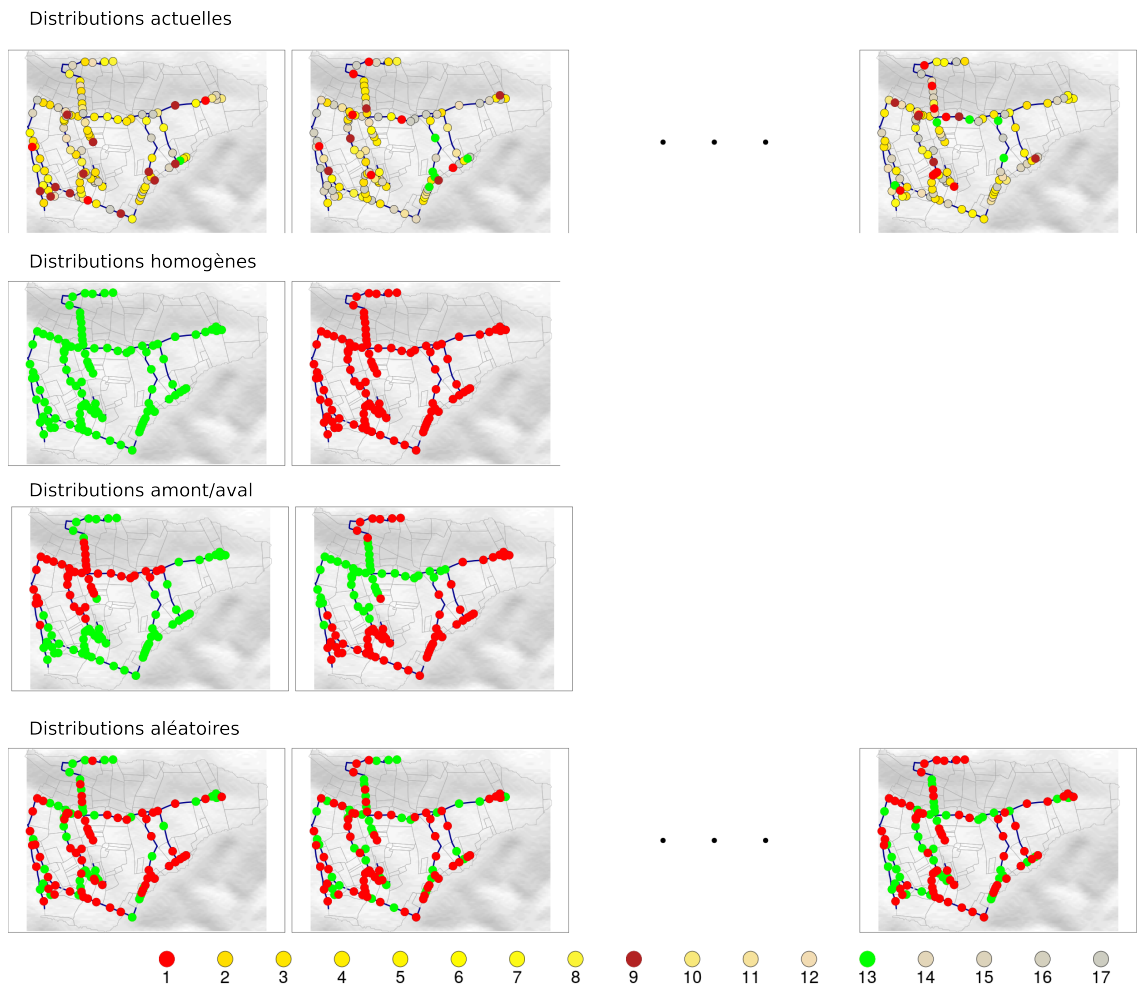 Distributions actuelles
Distributions homogènes
Distributions amont/aval
Distributions aléatoires
1 2 3 4 5 6 7 8 9 10 11 12 13 14 15 16 17